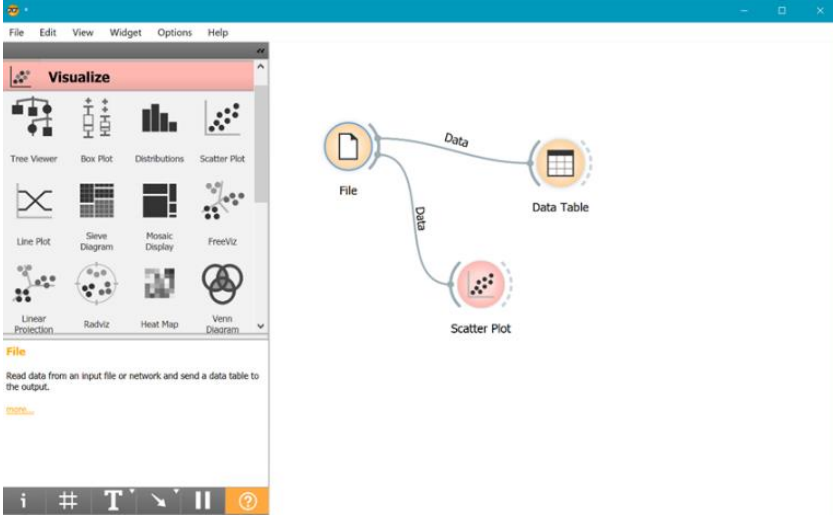 File Edit View Widget Options Help
Visualize
Tree Viewer Box Plot Distributions Scatter Plot
Line Plot Sieve Diagram Mosaic Display FreeViz
Linear Projection Radviz Heat Map Venn Diagram
File
Read data from an input file or network and send a data table to
the output.
more...
T
?
Data
File
Data Table
Data
Scatter Plot